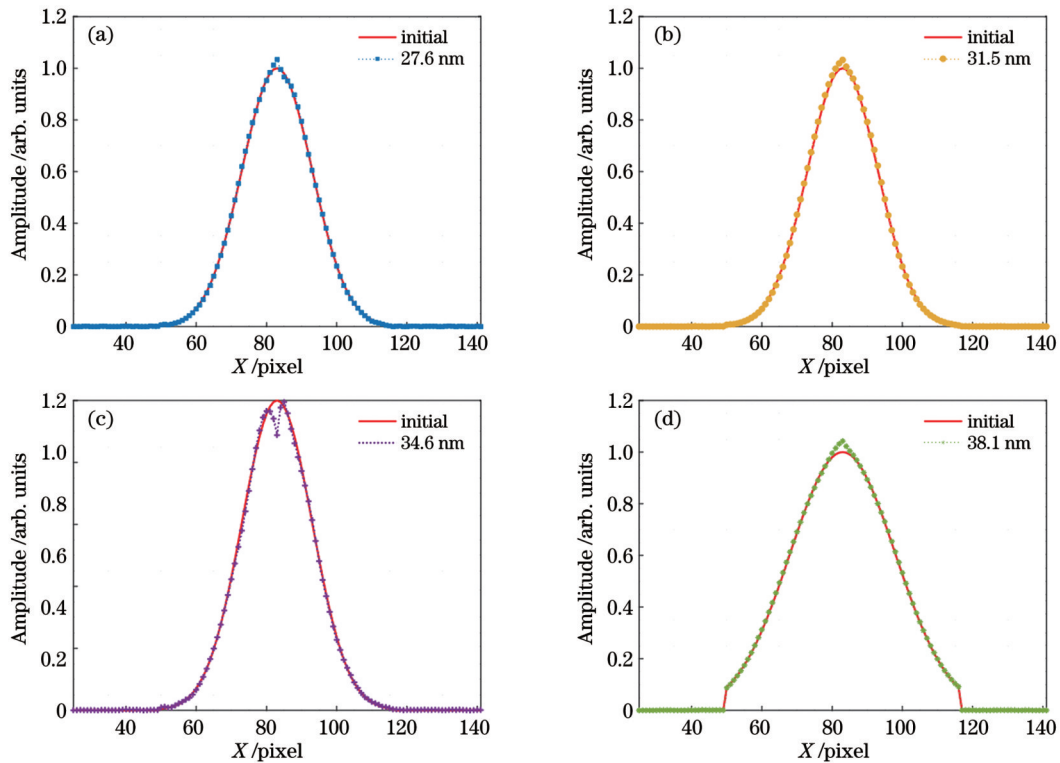 (a)
initial
27.6 nm
1.2
1.0
0.8
0.6
0.4
0.2
0
Amplitude /arb. units
40 60 80 100 120 140
X /pixel
(b)
initial
31.5 nm
1.2
1.0
0.8
0.6
0.4
0.2
0
Amplitude /arb. units
40 60 80 100 120 140
X /pixel
(c)
initial
34.6 nm
1.2
1.0
0.8
0.6
0.4
0.2
0
Amplitude /arb. units
40 60 80 100 120 140
X /pixel
(d)
initial
38.1 nm
1.2
1.0
0.8
0.6
0.4
0.2
0
Amplitude /arb. units
40 60 80 100 120 140
X /pixel